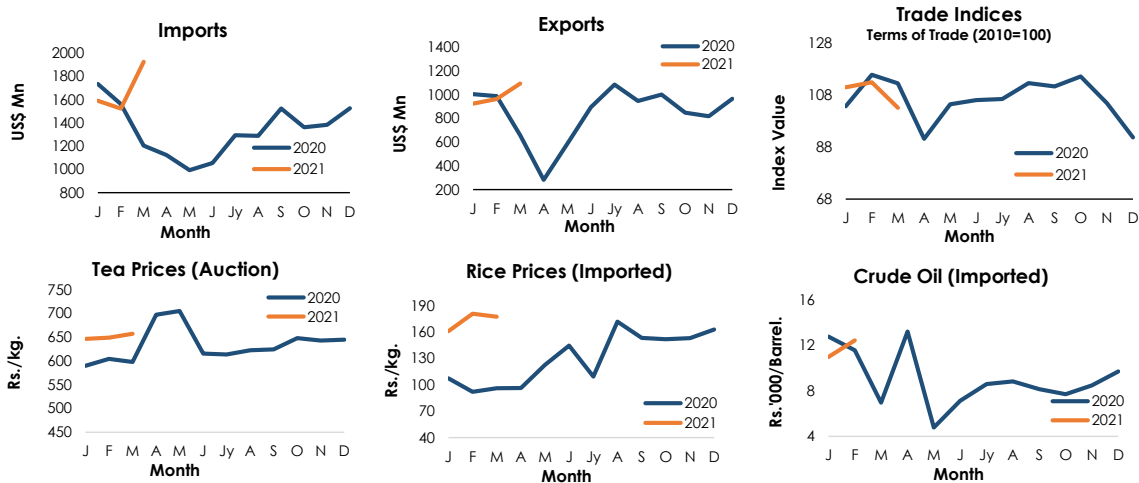 Imports
US$ Mn
2000
1800
1600
1400
1200
1000
800
2020
2021
J F M A M J Jy A S O N D
Month
Exports
US$ Mn
1400
1200
1000
800
600
400
200
2020
2021
J F M A M J Jy A S O N D
Month
Trade Indices
Terms of Trade (2010=100)
Index Value
128
108
88
68
2020
2021
J F M A M J Jy A S O N D
Month
Tea Prices (Auction)
Rs./kg.
750
700
650
600
550
500
450
2020
2021
J F M A M J Jy A S O N D
Month
Rice Prices (Imported)
Rs./kg.
190
160
130
100
70
40
2020
2021
J F M A M J Jy A S O N D
Month
Crude Oil (Imported)
Rs.'000/Barrel.
16
12
8
4
2020
2021
J F M A M J Jy A S O N D
Month